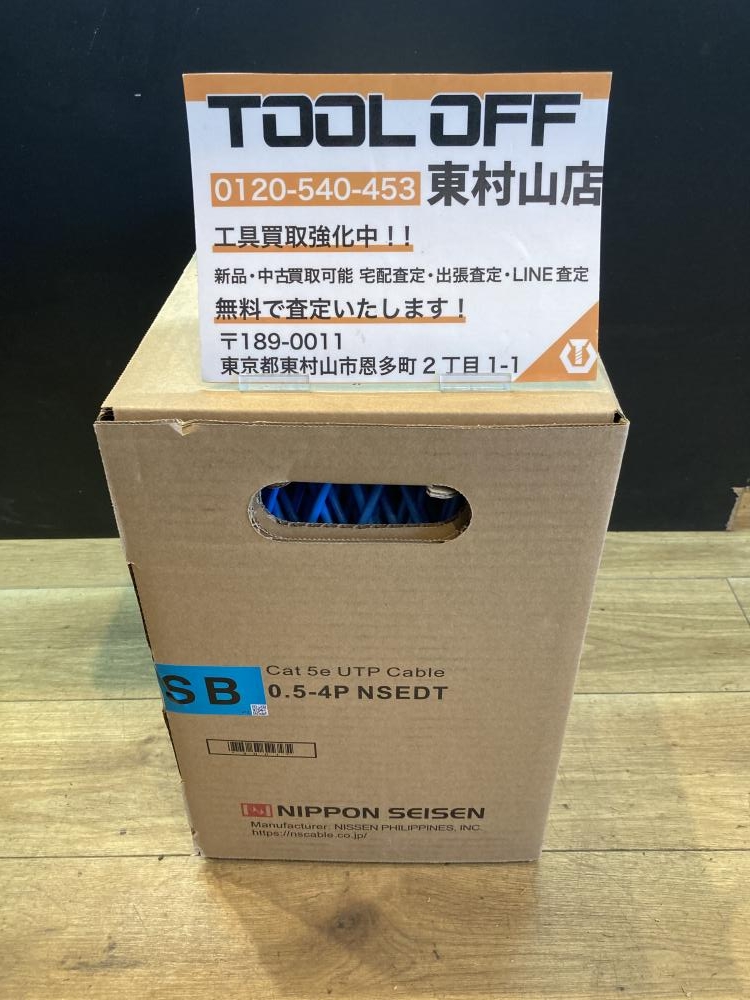 TOOL OFF
0120-540-453 東村山店
工具買取強化中!!
新品・中古買取可能 宅配査定・出張査定・LINE査定
無料で査定いたします!
〒189-0011
東京都東村山市恩多町2丁目1-1
Cat 5e UTP Cable
SB 0.5-4P NSEDT
NIPPON SEISEN
Manufacturer: NISSEN PHILIPPINES, INC.
https://nscable.co.jp/